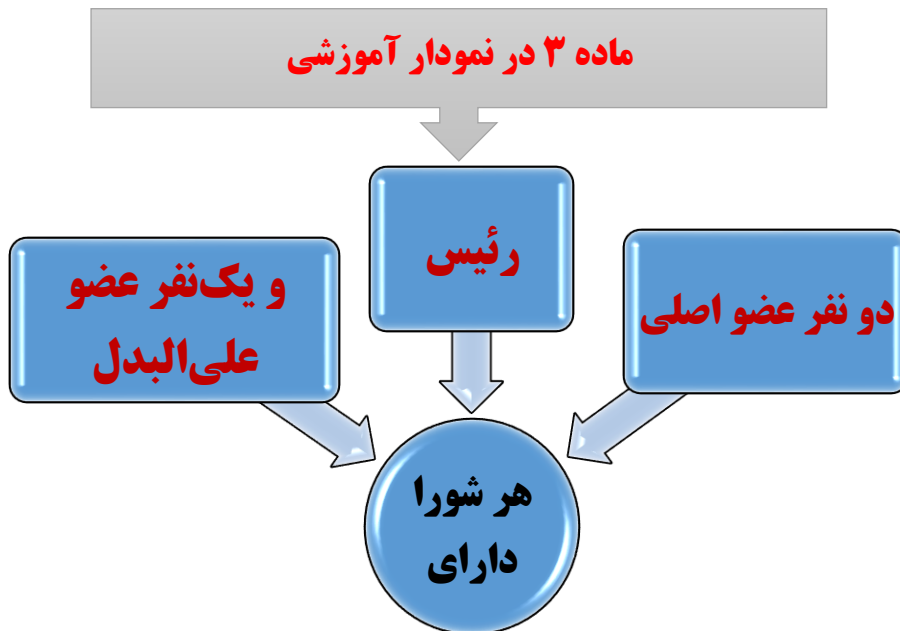 ماده ۳ در نمودار آموزشی
رئیس
دو نفر عضو اصلی
و یک‌نفر عضو
علی‌البدل
هر شورا
دارای